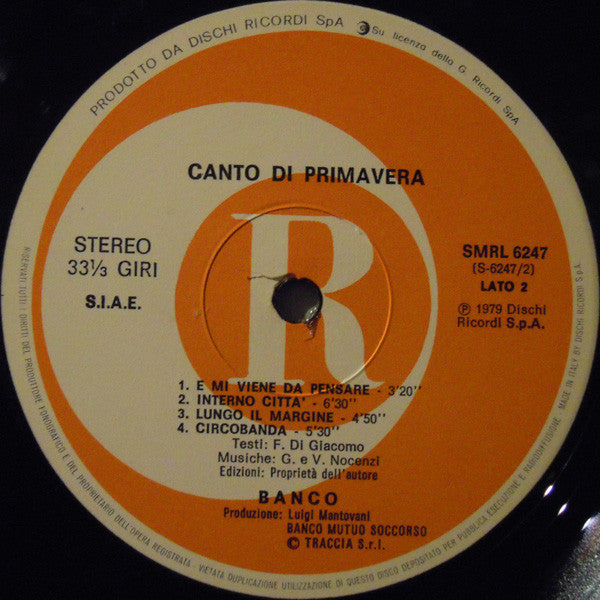 PRODOTTO DA DISCHI RICORDI SpA
Su licenza della G. Ricordi SpA
CANTO DI PRIMAVERA
STEREO
33⅓ GIRI
S.I.A.E.
R
SMRL 6247
(S-6247/2)
LATO 2
℗ 1979 Dischi
Ricordi S.p.A.
1. E MI VIENE DA PENSARE - 3'20''
2. INTERNO CITTA' - 6'30''
3. LUNGO IL MARGINE - 4'50''
4. CIRCOBANDA - 5'30''
Testi: F. Di Giacomo
Musiche: G. e V. Nocenzi
Edizioni: Proprietà dell'autore
BANCO
Produzione: Luigi Mantovani
BANCO MUTUO SOCCORSO
© TRACCIA S.r.l.
RISERVATI TUTTI I DIRITTI DEL PRODUTTORE FONOGRAFICO E DEL PROPRIETARIO DELL'OPERA REGISTRATA - VIETATA DUPLICAZIONE UTILIZZAZIONE DI QUESTO DISCO DEPOSITATO PER PUBBLICA ESECUZIONE E RADIODIFFUSIONE - MADE IN ITALY BY DISCHI RICORDI S.p.A.